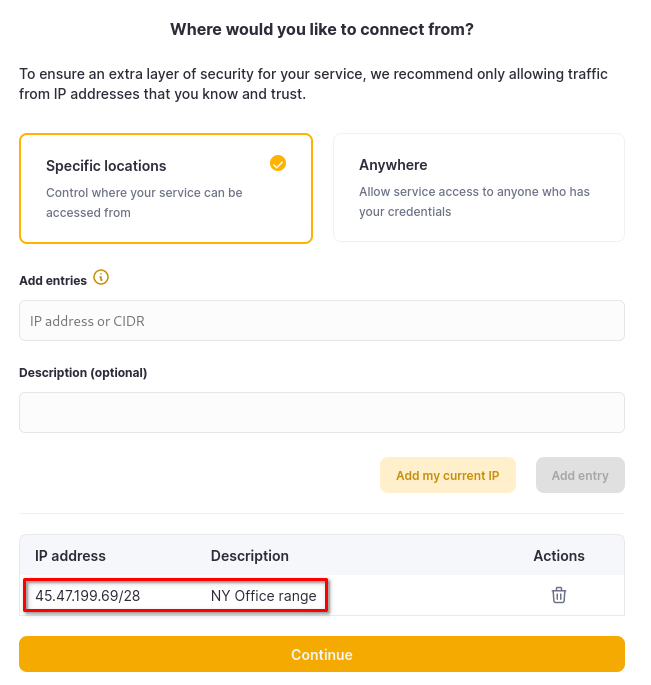 Where would you like to connect from?
To ensure an extra layer of security for your service, we recommend only allowing traffic
from IP addresses that you know and trust.
Specific locations
Control where your service can be
accessed from
Anywhere
Allow service access to anyone who has
your credentials
Add entries
IP address or CIDR
Description (optional)
Add my current IP
Add entry
IP address Description Actions
45.47.199.69/28 NY Office range
Continue